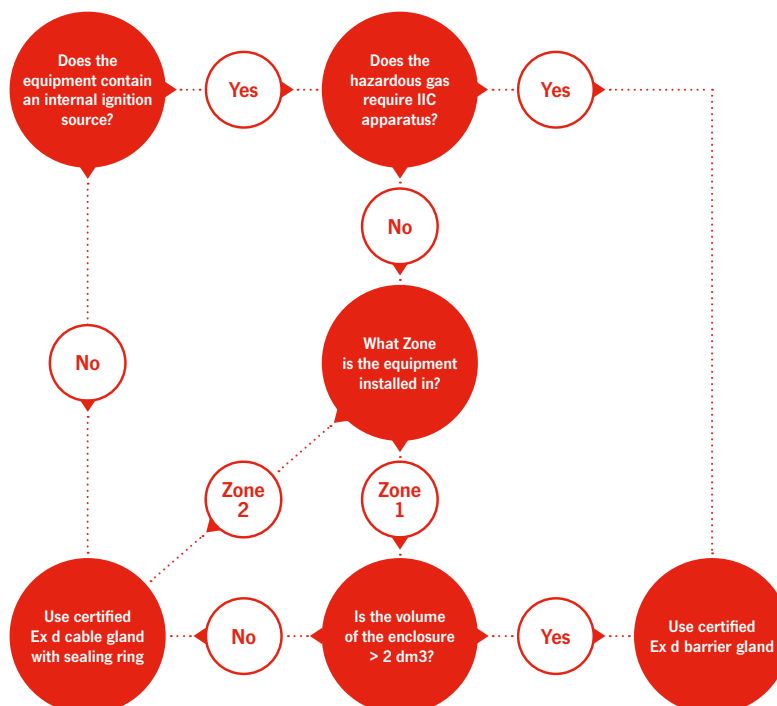 Does the
equipment contain
an internal ignition
source?
Yes
Does the
hazardous gas
require IIC
apparatus?
Yes
No
What Zone
is the equipment
installed in?
No
Zone
2
Zone
1
Use certified
Ex d cable gland
with sealing ring
No
Is the volume
of the enclosure
> 2 dm3?
Yes
Use certified
Ex d barrier gland